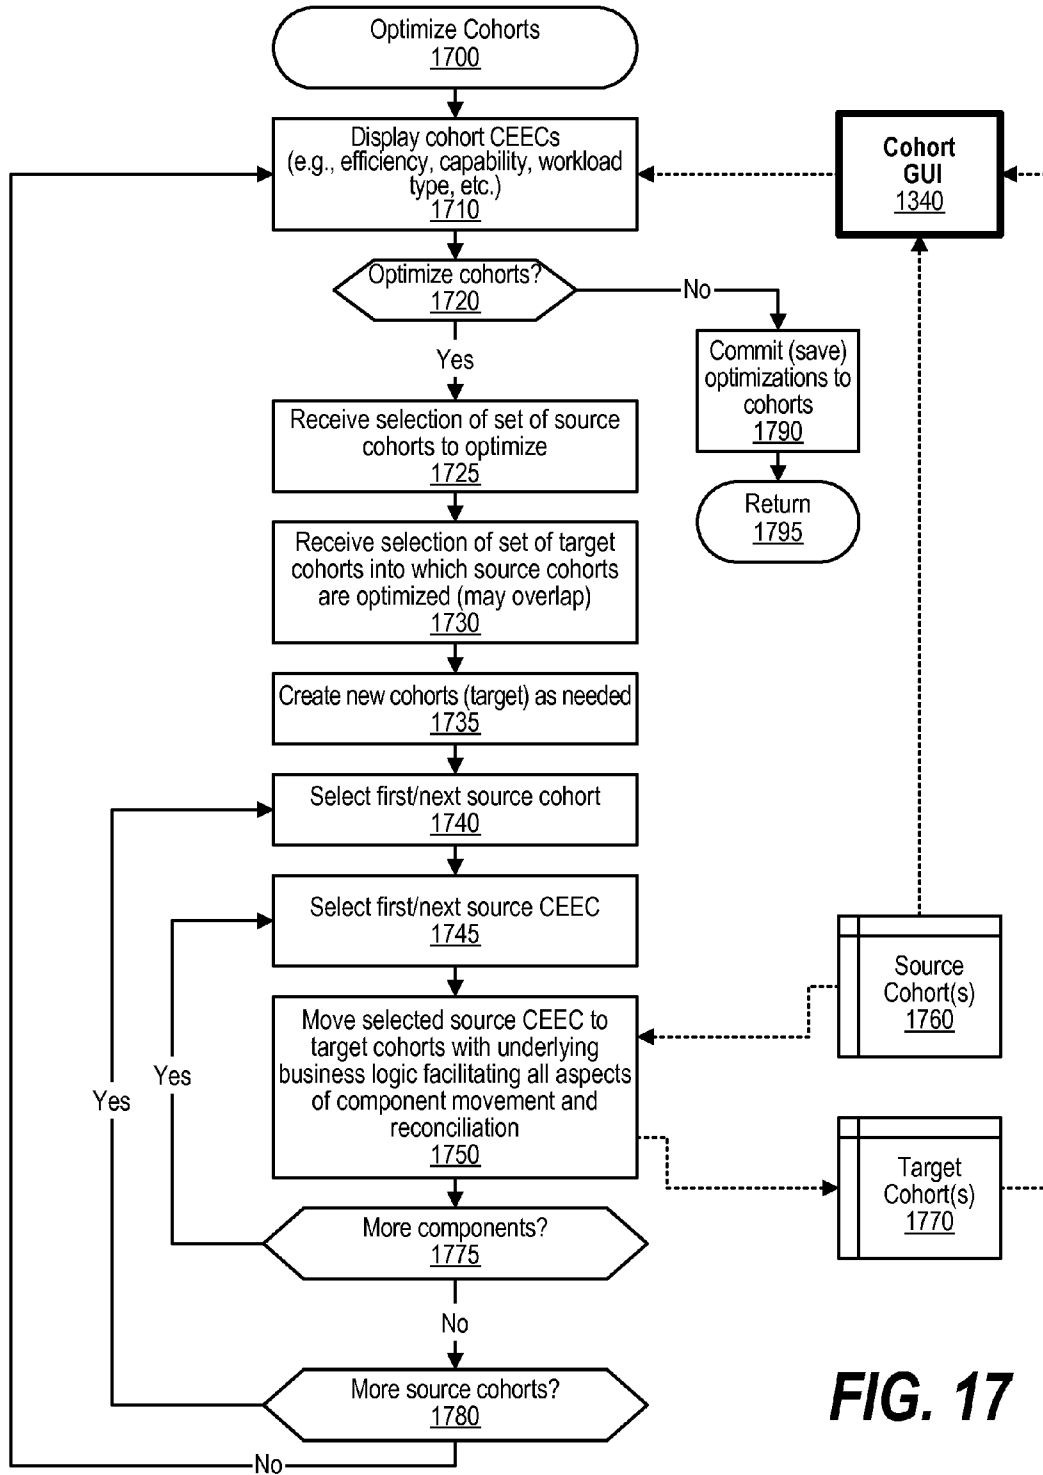 Optimize Cohorts
1700
Display cohort CEECs
(e.g., efficiency, capability, workload
type, etc.)
1710
Cohort
GUI
1340
Optimize cohorts?
1720
No
Yes
Commit (save)
optimizations to
cohorts
1790
Receive selection of set of source
cohorts to optimize
1725
Return
1795
Receive selection of set of target
cohorts into which source cohorts
are optimized (may overlap)
1730
Create new cohorts (target) as needed
1735
Select first/next source cohort
1740
Select first/next source CEEC
1745
Source
Cohort(s)
1760
Move selected source CEEC to
target cohorts with underlying
business logic facilitating all aspects
of component movement and
reconciliation
1750
Yes
Yes
Target
Cohort(s)
1770
More components?
1775
No
More source cohorts?
1780
No
FIG. 17